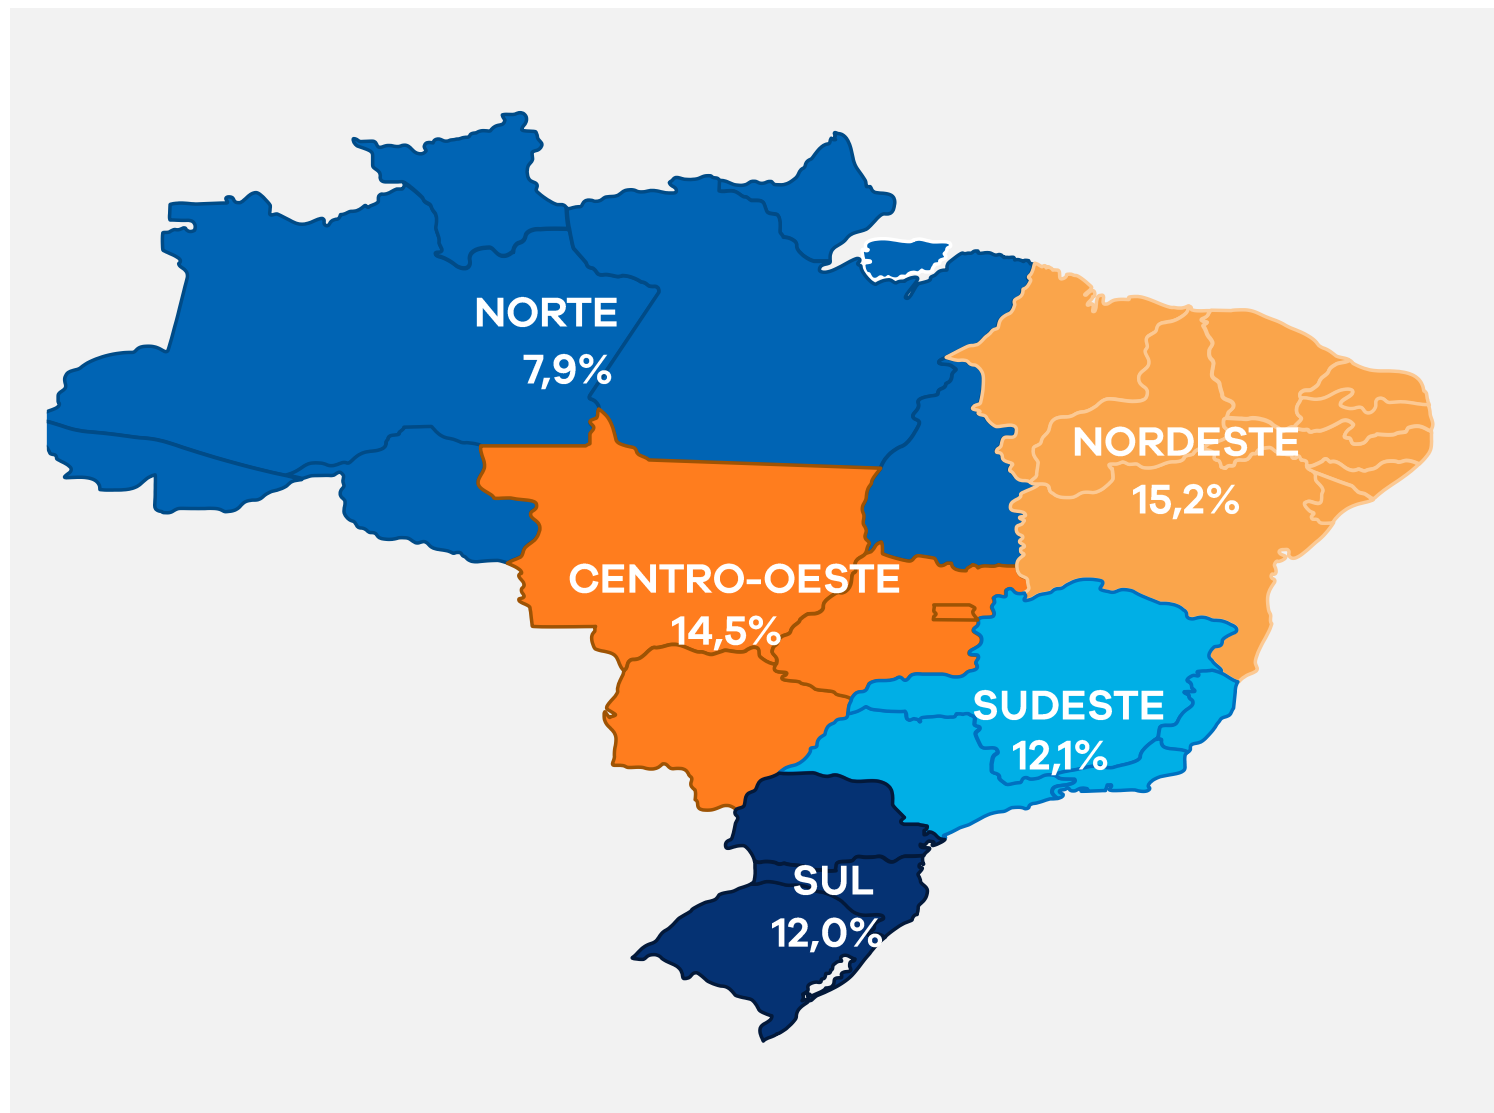 NORTE
7,9%
NORDESTE
15,2%
CENTRO-OESTE
14,5%
SUDESTE
12,1%
SUL
12,0%